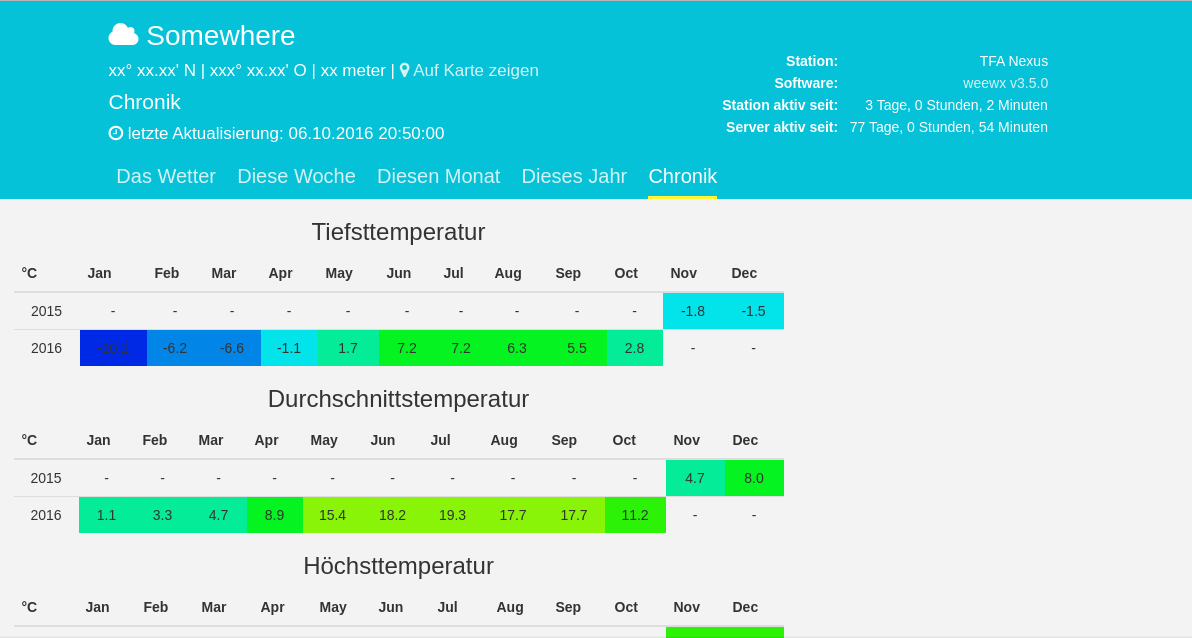 Somewhere
xx° xx.xx' N | xxx° xx.xx' O | xx meter | Auf Karte zeigen
Chronik
letzte Aktualisierung: 06.10.2016 20:50:00
Station: TFA Nexus
Software: weewx v3.5.0
Station aktiv seit: 3 Tage, 0 Stunden, 2 Minuten
Server aktiv seit: 77 Tage, 0 Stunden, 54 Minuten
Das Wetter Diese Woche Diesen Monat Dieses Jahr Chronik
Tiefsttemperatur
°C Jan Feb Mar Apr May Jun Jul Aug Sep Oct Nov Dec
2015 - - - - - - - - - - -1.8 -1.5
2016 -6.2 -6.6 -1.1 1.7 7.2 7.2 6.3 5.5 2.8 - -
Durchschnittstemperatur
°C Jan Feb Mar Apr May Jun Jul Aug Sep Oct Nov Dec
2015 - - - - - - - - - - 4.7 8.0
2016 1.1 3.3 4.7 8.9 15.4 18.2 19.3 17.7 17.7 11.2 - -
Höchsttemperatur
°C Jan Feb Mar Apr May Jun Jul Aug Sep Oct Nov Dec